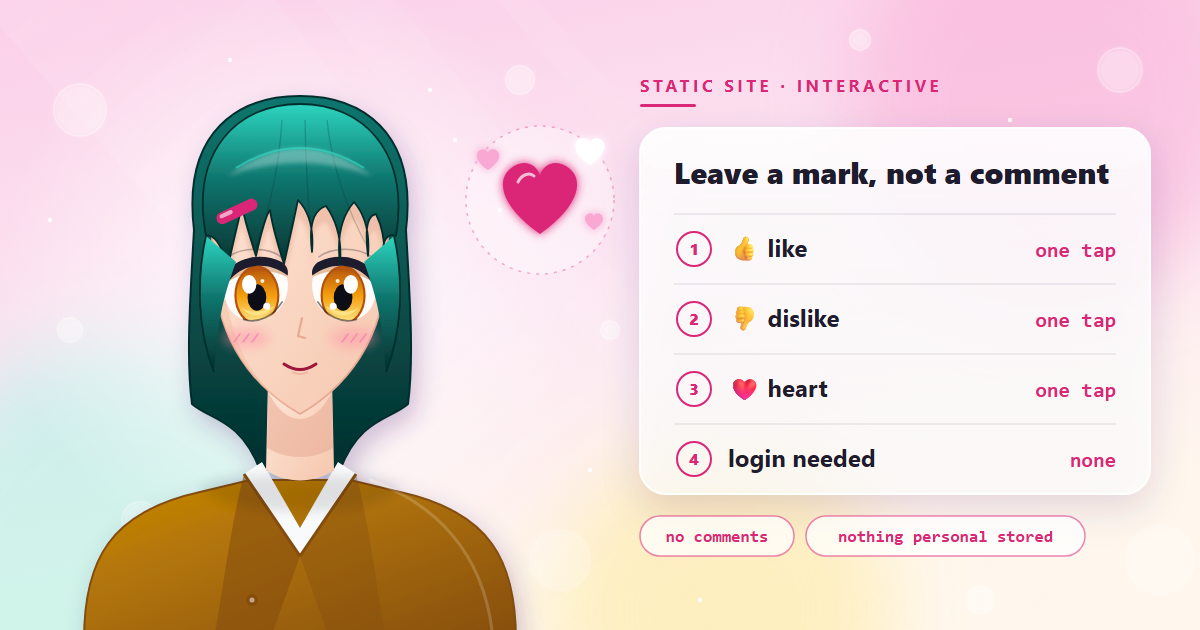 STATIC SITE · INTERACTIVE
Leave a mark, not a comment
1 👍 like one tap
2 👎 dislike one tap
3 ❤️ heart one tap
4 login needed none
no comments nothing personal stored